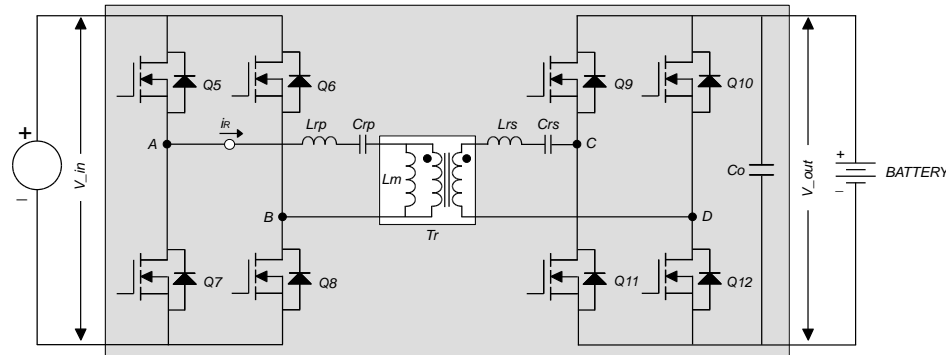 Q5
Q6
Q9
Q10
iR
Lrp
Crp
Lrs
Crs
A
C
+
_
V_in
Lm
Co
V_out
+
_
BATTERY
B
D
Tr
Q7
Q8
Q11
Q12